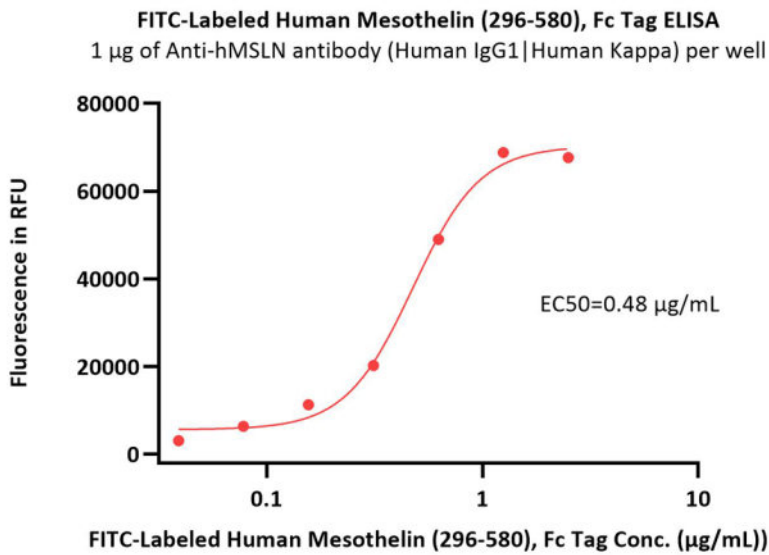 FITC-Labeled Human Mesothelin (296-580), Fc Tag ELISA
1 μg of Anti-hMSLN antibody (Human IgG1|Human Kappa) per well
80000
60000
40000
20000
0
Fluorescence in RFU
EC50=0.48 μg/mL
0.1
1
10
FITC-Labeled Human Mesothelin (296-580), Fc Tag Conc. (μg/mL))